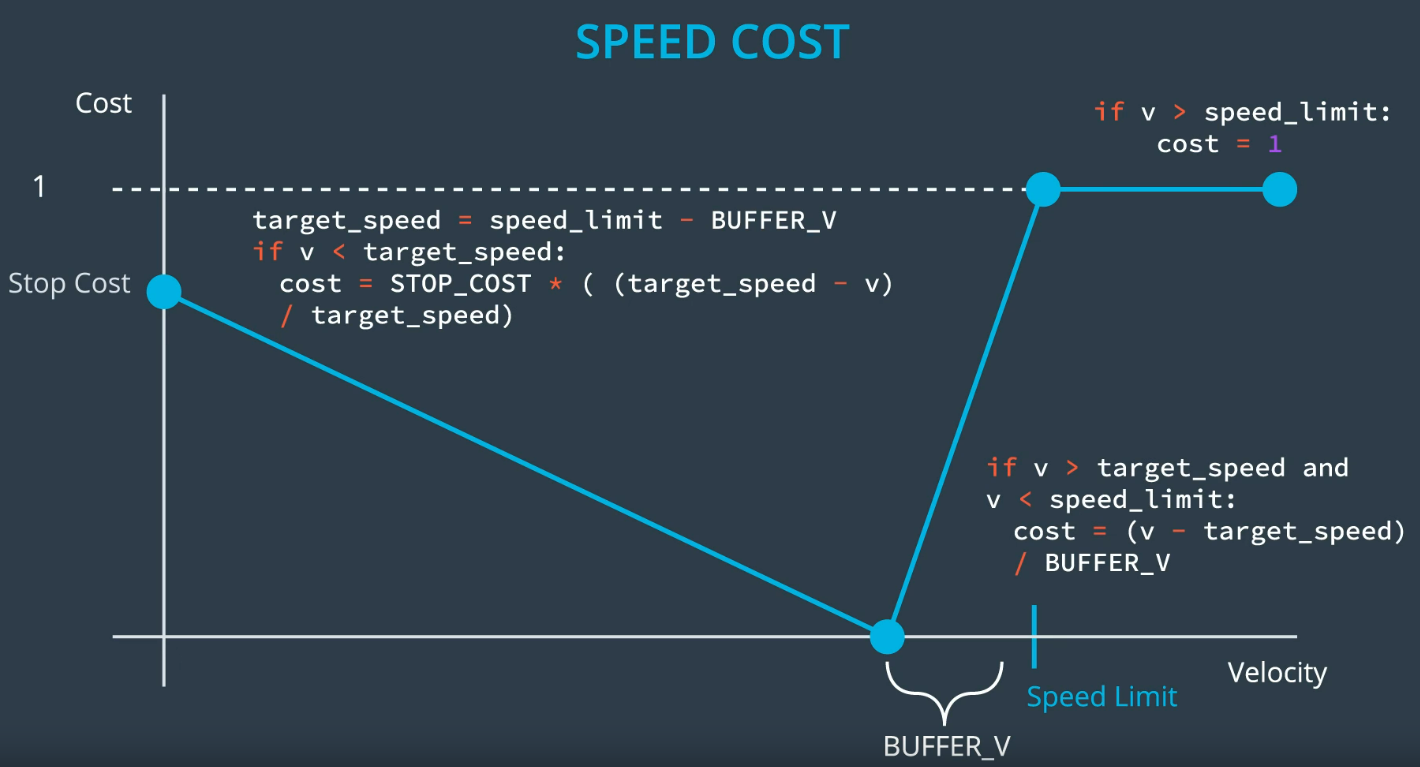 SPEED COST
Cost
if v > speed_limit:
cost = 1
1
target_speed = speed_limit - BUFFER_V
if v < target_speed:
cost = STOP_COST * ( (target_speed - v)
/ target_speed)
Stop Cost
if v > target_speed and
v < speed_limit:
cost = (v - target_speed)
/ BUFFER_V
Velocity
Speed Limit
BUFFER_V